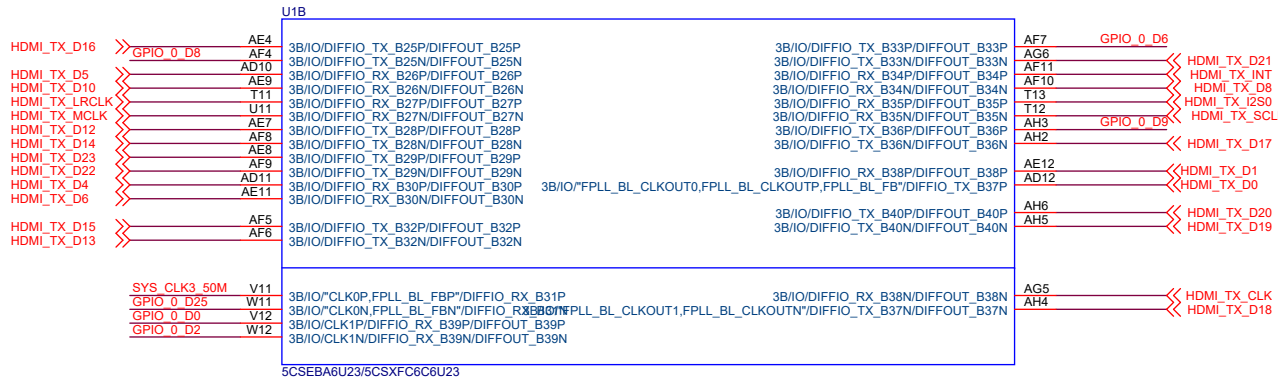 U1B
HDMI_TX_D16 AE4 3B/IO/DIFFIO_TX_B25P/DIFFOUT_B25P 3B/IO/DIFFIO_TX_B33P/DIFFOUT_B33P AF7 GPIO_0_D6
GPIO_0_D8 AF4 3B/IO/DIFFIO_TX_B25N/DIFFOUT_B25N 3B/IO/DIFFIO_TX_B33N/DIFFOUT_B33N AG6 HDMI_TX_D21
HDMI_TX_D5 AD10 3B/IO/DIFFIO_RX_B26P/DIFFOUT_B26P 3B/IO/DIFFIO_RX_B34P/DIFFOUT_B34P AF11 HDMI_TX_INT
HDMI_TX_D10 AE9 3B/IO/DIFFIO_RX_B26N/DIFFOUT_B26N 3B/IO/DIFFIO_RX_B34N/DIFFOUT_B34N AF10 HDMI_TX_D8
HDMI_TX_LRCLK T11 3B/IO/DIFFIO_RX_B27P/DIFFOUT_B27P 3B/IO/DIFFIO_RX_B35P/DIFFOUT_B35P T13 HDMI_TX_I2S0
HDMI_TX_MCLK U11 3B/IO/DIFFIO_RX_B27N/DIFFOUT_B27N 3B/IO/DIFFIO_RX_B35N/DIFFOUT_B35N T12 HDMI_TX_SCL
HDMI_TX_D12 AE7 3B/IO/DIFFIO_TX_B28P/DIFFOUT_B28P 3B/IO/DIFFIO_TX_B36P/DIFFOUT_B36P AH3 GPIO_0_D9
HDMI_TX_D14 AF8 3B/IO/DIFFIO_TX_B28N/DIFFOUT_B28N 3B/IO/DIFFIO_TX_B36N/DIFFOUT_B36N AH2 HDMI_TX_D17
HDMI_TX_D23 AE8 3B/IO/DIFFIO_TX_B29P/DIFFOUT_B29P
HDMI_TX_D22 AF9 3B/IO/DIFFIO_TX_B29N/DIFFOUT_B29N 3B/IO/DIFFIO_RX_B38P/DIFFOUT_B38P AE12 HDMI_TX_D1
HDMI_TX_D4 AD11 3B/IO/DIFFIO_RX_B30P/DIFFOUT_B30P 3B/IO/"FPLL_BL_CLKOUT0,FPLL_BL_CLKOUTP,FPLL_BL_FB"/DIFFIO_TX_B37P AD12 HDMI_TX_D0
HDMI_TX_D6 AE11 3B/IO/DIFFIO_RX_B30N/DIFFOUT_B30N
3B/IO/DIFFIO_TX_B40P/DIFFOUT_B40P AH6 HDMI_TX_D20
HDMI_TX_D15 AF5 3B/IO/DIFFIO_TX_B32P/DIFFOUT_B32P 3B/IO/DIFFIO_TX_B40N/DIFFOUT_B40N AH5 HDMI_TX_D19
HDMI_TX_D13 AF6 3B/IO/DIFFIO_TX_B32N/DIFFOUT_B32N
SYS_CLK3_50M V11 3B/IO/"CLK0P,FPLL_BL_FBP"/DIFFIO_RX_B31P 3B/IO/DIFFIO_RX_B38N/DIFFOUT_B38N AG5 HDMI_TX_CLK
GPIO_0_D25 W11 3B/IO/"CLK0N,FPLL_BL_FBN"/DIFFIO_RX_B31N 3B/IO/"FPLL_BL_CLKOUT1,FPLL_BL_CLKOUTN"/DIFFIO_TX_B37N/DIFFOUT_B37N AH4 HDMI_TX_D18
GPIO_0_D0 V12 3B/IO/CLK1P/DIFFIO_RX_B39P/DIFFOUT_B39P
GPIO_0_D2 W12 3B/IO/CLK1N/DIFFIO_RX_B39N/DIFFOUT_B39N
5CSEBA6U23/5CSXFC6C6U23